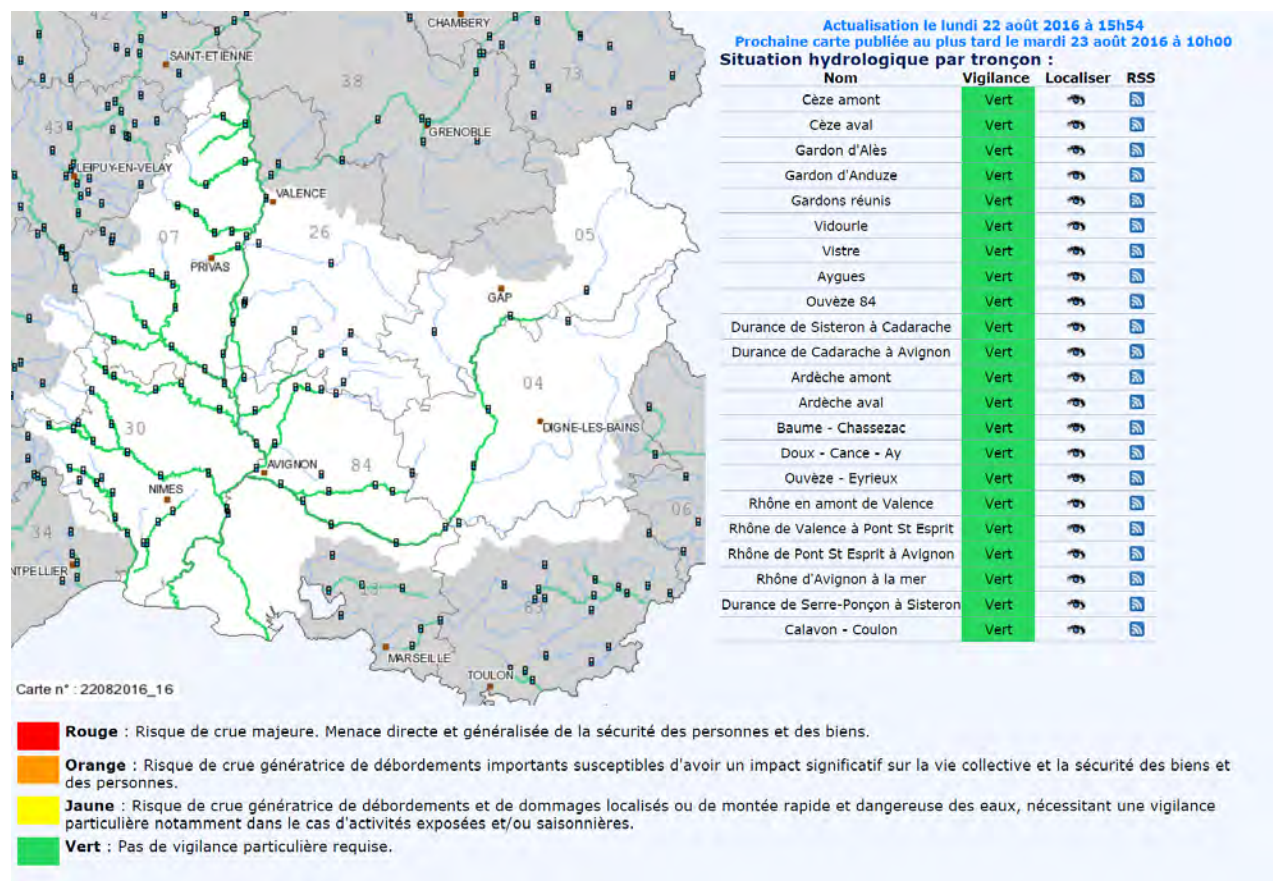 42
CHAMBERY
SAINT-ETIENNE
38
73
43
GRENOBLE
LE PUY-EN-VELAY
VALENCE
07
26
05
PRIVAS
GAP
04
DIGNE-LES-BAINS
30
AVIGNON
84
NIMES
06
34
NTPELLIER
13
83
MARSEILLE
TOULON
Carte n° : 22082016_16
Actualisation le lundi 22 août 2016 à 15h54
Prochaine carte publiée au plus tard le mardi 23 août 2016 à 10h00
Situation hydrologique par tronçon :
Nom Vigilance Localiser RSS
Cèze amont Vert
Cèze aval Vert
Gardon d'Alès Vert
Gardon d'Anduze Vert
Gardons réunis Vert
Vidourle Vert
Vistre Vert
Aygues Vert
Ouvèze 84 Vert
Durance de Sisteron à Cadarache Vert
Durance de Cadarache à Avignon Vert
Ardèche amont Vert
Ardèche aval Vert
Baume - Chassezac Vert
Doux - Cance - Ay Vert
Ouvèze - Eyrieux Vert
Rhône en amont de Valence Vert
Rhône de Valence à Pont St Esprit Vert
Rhône de Pont St Esprit à Avignon Vert
Rhône d'Avignon à la mer Vert
Durance de Serre-Ponçon à Sisteron Vert
Calavon - Coulon Vert
Rouge : Risque de crue majeure. Menace directe et généralisée de la sécurité des personnes et des biens.
Orange : Risque de crue génératrice de débordements importants susceptibles d'avoir un impact significatif sur la vie collective et la sécurité des biens et
des personnes.
Jaune : Risque de crue génératrice de débordements et de dommages localisés ou de montée rapide et dangereuse des eaux, nécessitant une vigilance
particulière notamment dans le cas d'activités exposées et/ou saisonnières.
Vert : Pas de vigilance particulière requise.